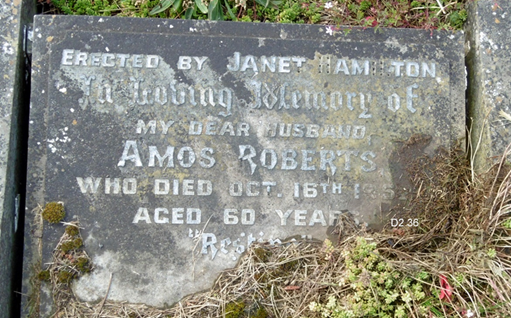 ERECTED BY JANET HAMILTON
In Loving Memory of
MY DEAR HUSBAND,
AMOS ROBERTS
WHO DIED OCT. 16TH
AGED 60 YEARS
D2 36